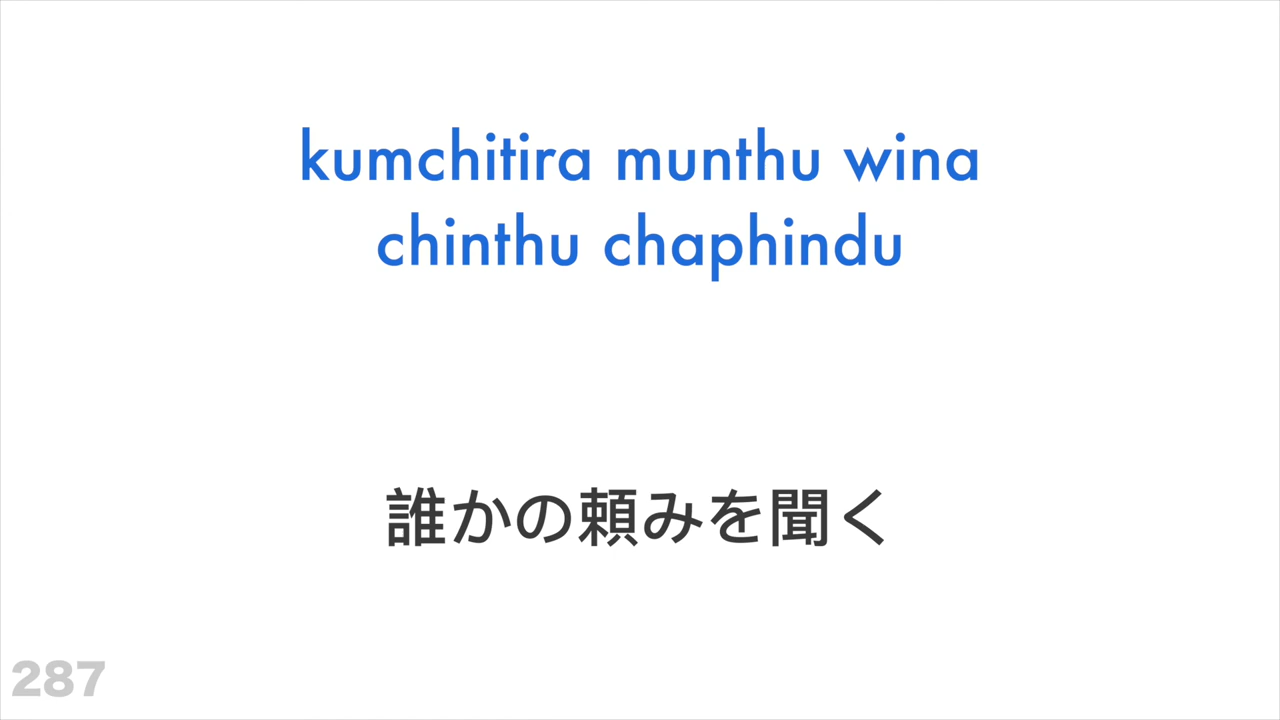 kumchitira munthu wina
chinthu chaphindu
誰かの頼みを聞く
287